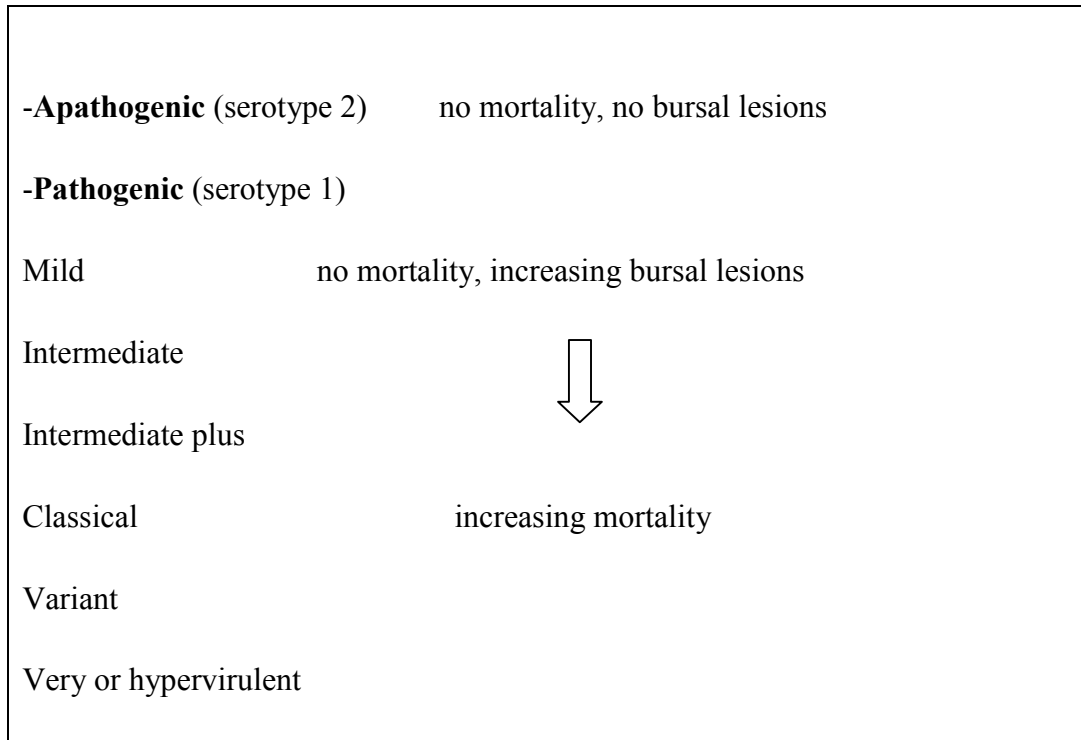 -Apathogenic (serotype 2) no mortality, no bursal lesions
-Pathogenic (serotype 1)
Mild no mortality, increasing bursal lesions
Intermediate
Intermediate plus
Classical increasing mortality
Variant
Very or hypervirulent